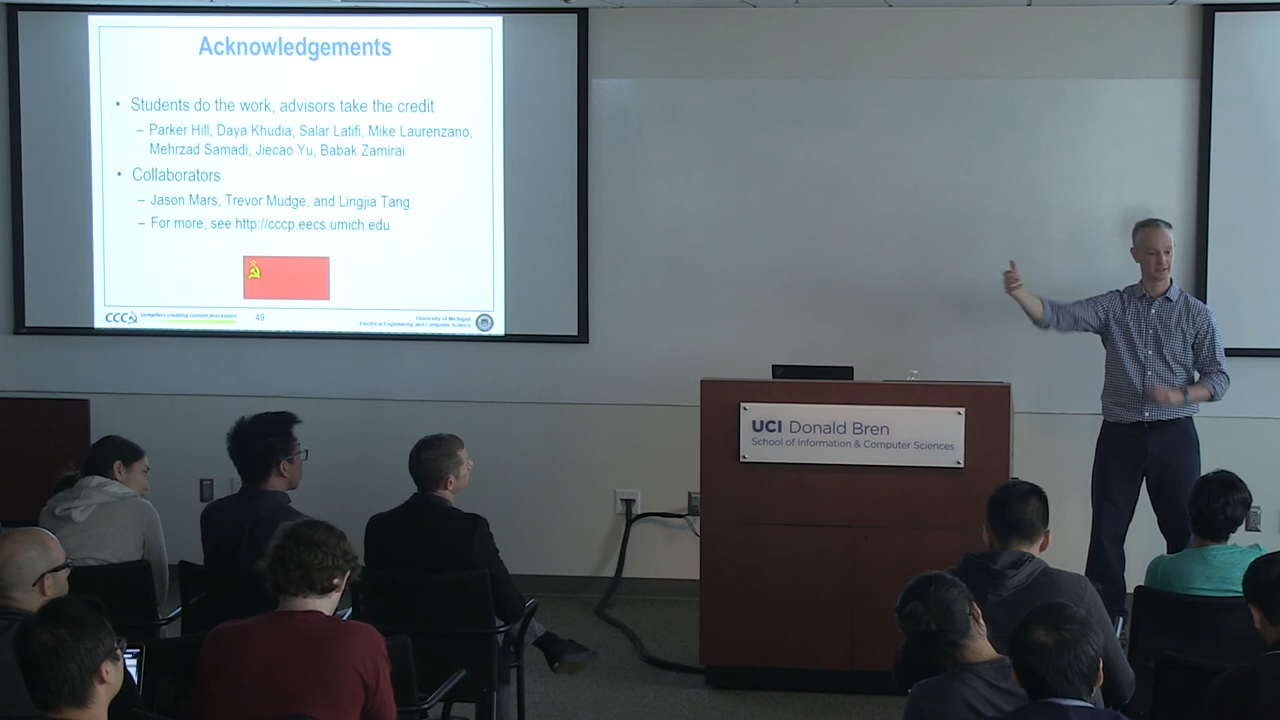 Acknowledgements
• Students do the work, advisors take the credit
– Parker Hill, Daya Khudia, Salar Latifi, Mike Laurenzano,
Mehrzad Samadi, Jiecao Yu, Babak Zamirai
• Collaborators
– Jason Mars, Trevor Mudge, and Lingjia Tang
– For more, see http://cccp.eecs.umich.edu
CCCP compilers creating custom processors
49
University of Michigan
Electrical Engineering and Computer Science
UCI Donald Bren
School of Information & Computer Sciences